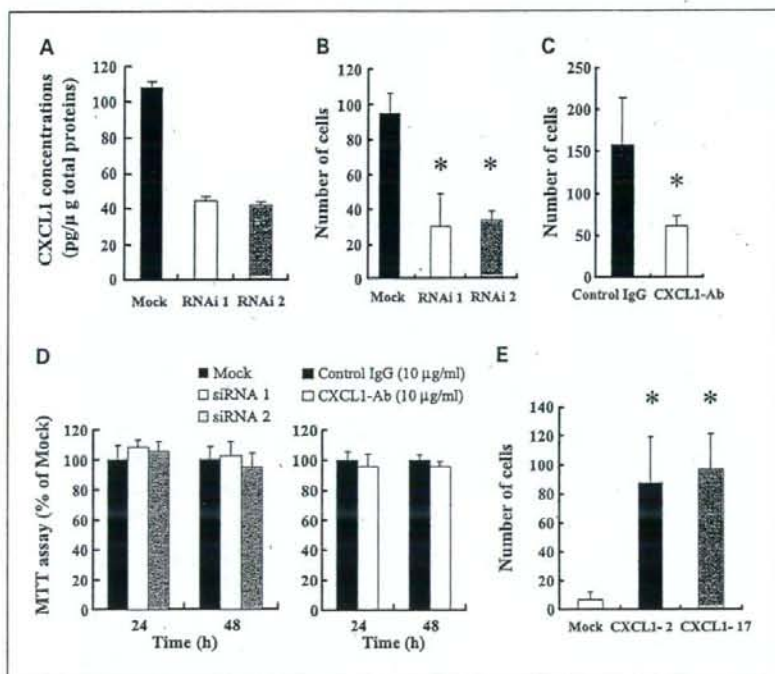 A
CXCL1 concentrations
(pg/μ g total proteins)
120
100
80
60
40
20
0
Mock RNAi 1 RNAi 2
B
Number of cells
120
100
80
60
40
20
0
* *
Mock RNAi 1 RNAi 2
C
Number of cells
250
200
150
100
50
0
*
Control IgG CXCL1-Ab
D
Mock
siRNA 1
siRNA 2
Control IgG (10 μg/ml)
CXCL1-Ab (10 μg/ml)
MTT assay (% of Mock)
120
100
80
60
40
20
0
24 48
Time (h)
120
100
80
60
40
20
0
24 48
Time (h)
E
Number of cells
140
120
100
80
60
40
20
0
* *
Mock CXCL1- 2 CXCL1- 17